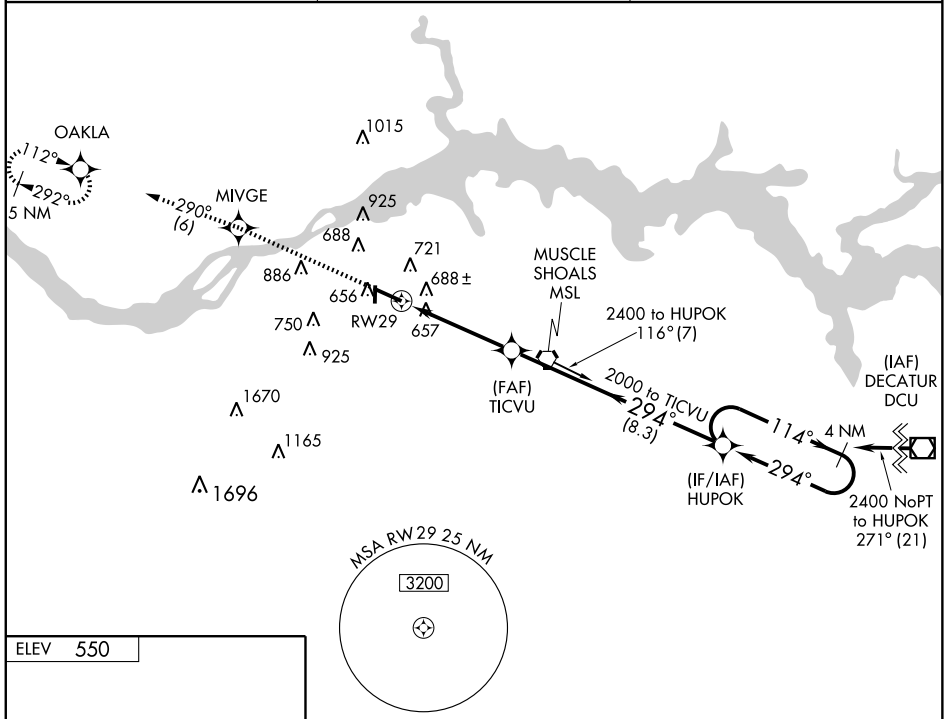 1015
OAKLA
112°
292°
5 NM
MIVGE
290°
(6)
925
688
721
886
688 ±
656
RW29
657
750
925
MUSCLE
SHOALS
MSL
2400 to HUPOK
116° (7)
(FAF)
TICVU
2000 to TICVU
294°
(8.3)
(IAF)
DECATUR
DCU
114°
4 NM
294°
(IF/IAF)
HUPOK
2400 NoPT
to HUPOK
271° (21)
1670
1165
1696
MSA RW29 25 NM
3200
ELEV 550